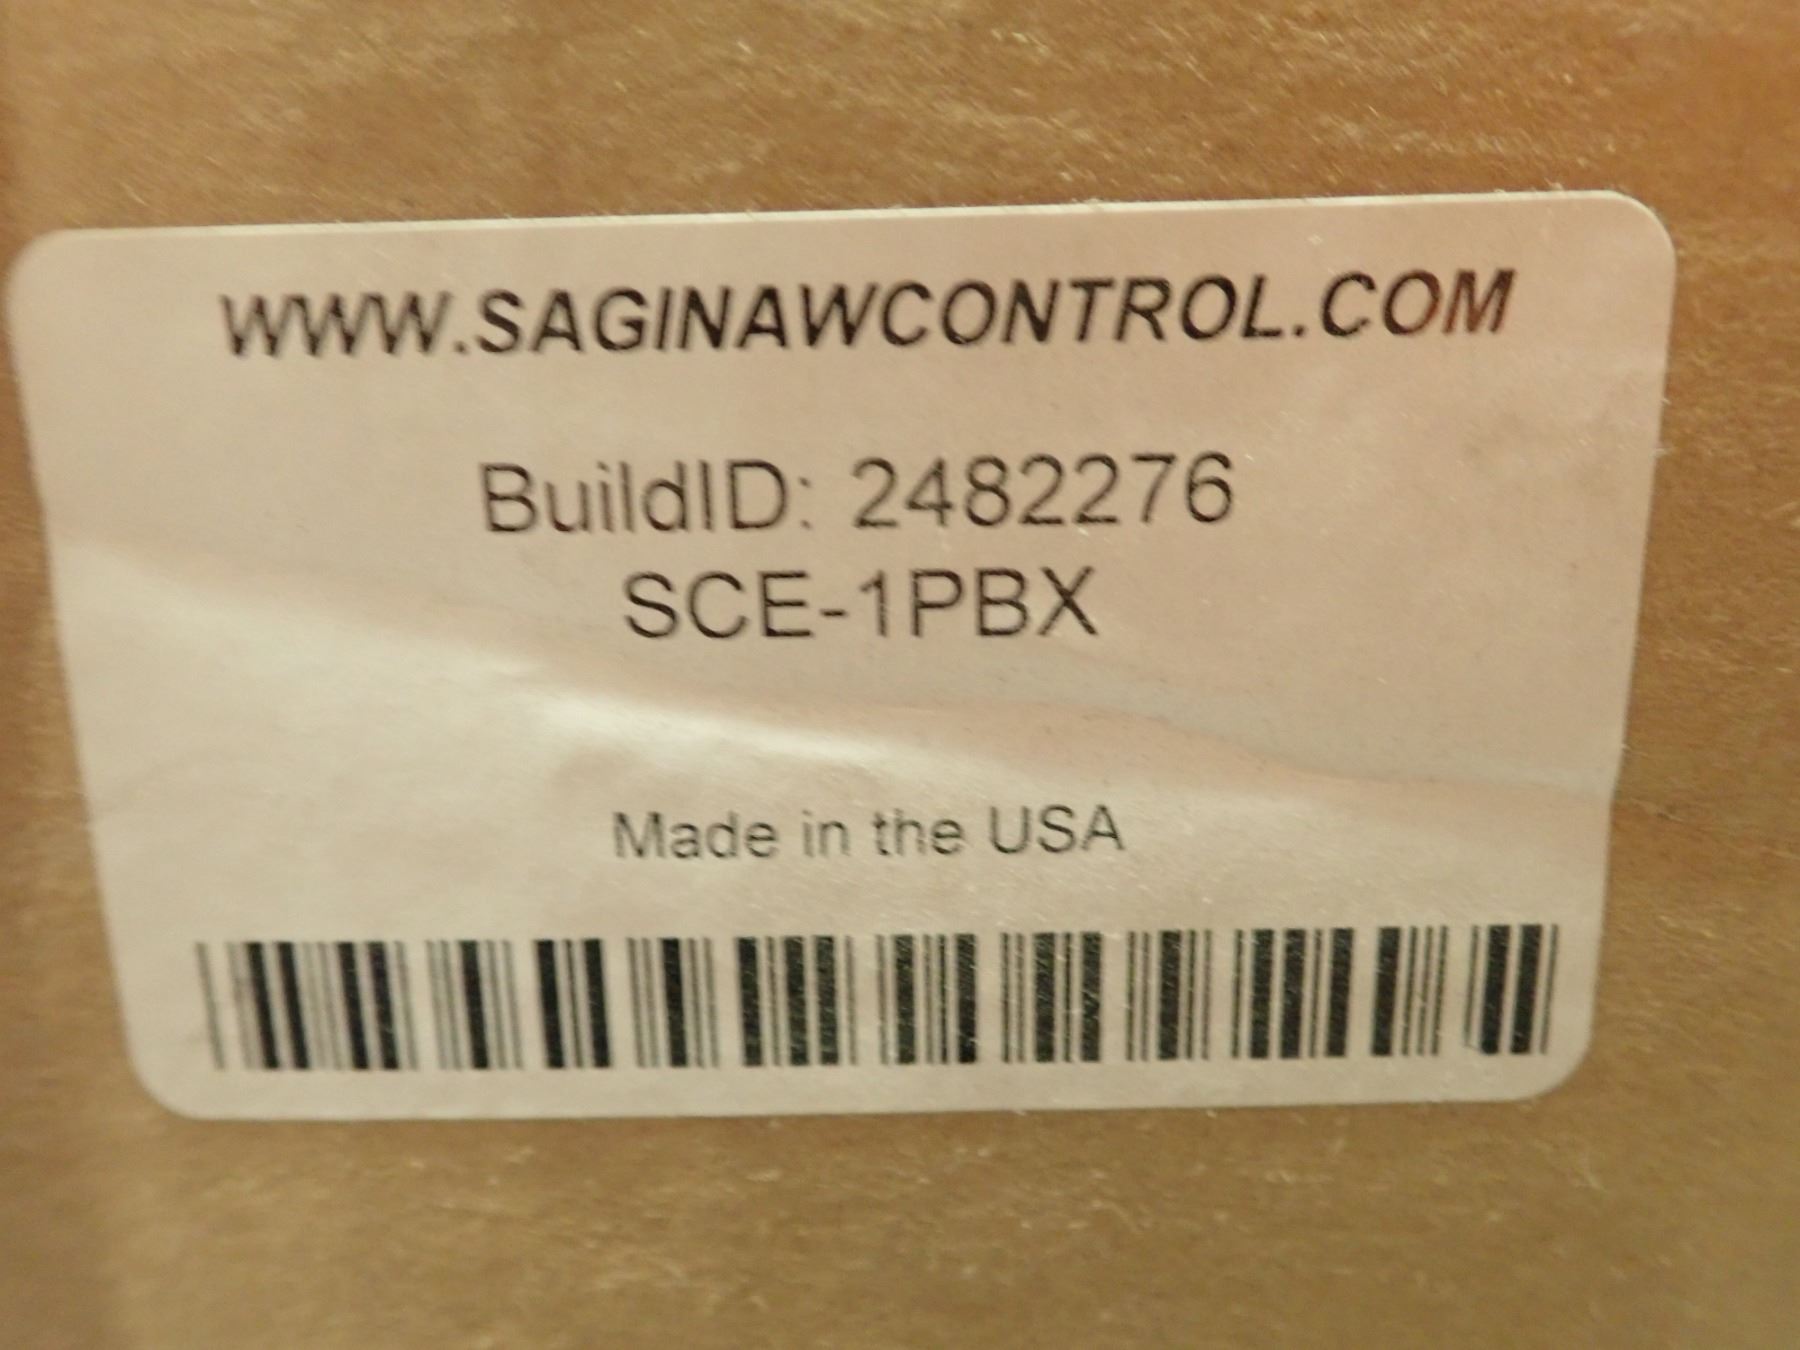 WWW.SAGINAWCONTROL.COM
BuildID: 2482276
SCE-1PBX
Made in the USA